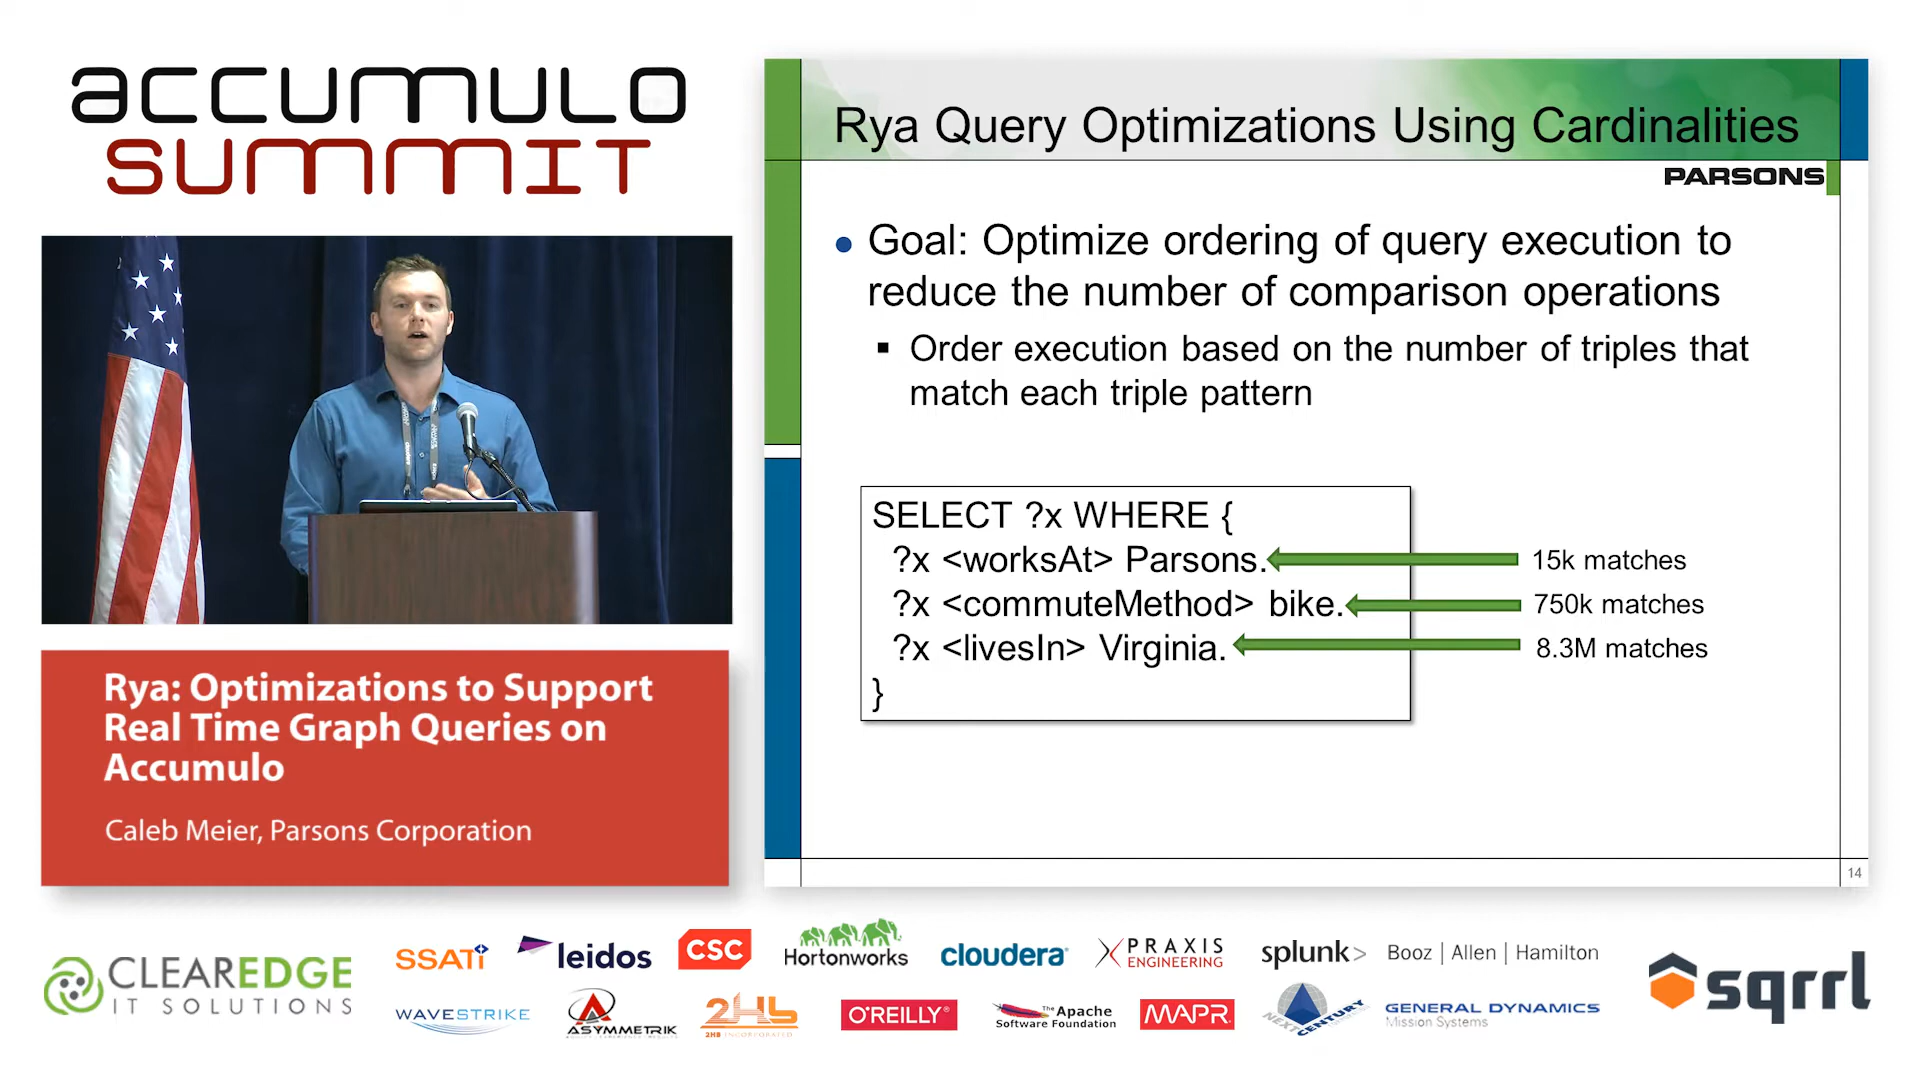 ACCUMULO
SUMMIT
Rya: Optimizations to Support
Real Time Graph Queries on
Accumulo
Caleb Meier, Parsons Corporation
Rya Query Optimizations Using Cardinalities
PARSONS
● Goal: Optimize ordering of query execution to
reduce the number of comparison operations
▪ Order execution based on the number of triples that
match each triple pattern
SELECT ?x WHERE {
?x <worksAt> Parsons.
15k matches
?x <commuteMethod> bike.
750k matches
?x <livesIn> Virginia.
8.3M matches
}
14
CLEAREDGE
IT SOLUTIONS
SSATi
leidos
CSC
Hortonworks
cloudera
PRAXIS
ENGINEERING
splunk>
Booz | Allen | Hamilton
sqrrl
WAVESTRIKE
ASYMMETRIK
2HB
2HB INCORPORATED
O'REILLY®
The Apache
Software Foundation
MAPR
NEXT CENTURY
GENERAL DYNAMICS
Mission Systems